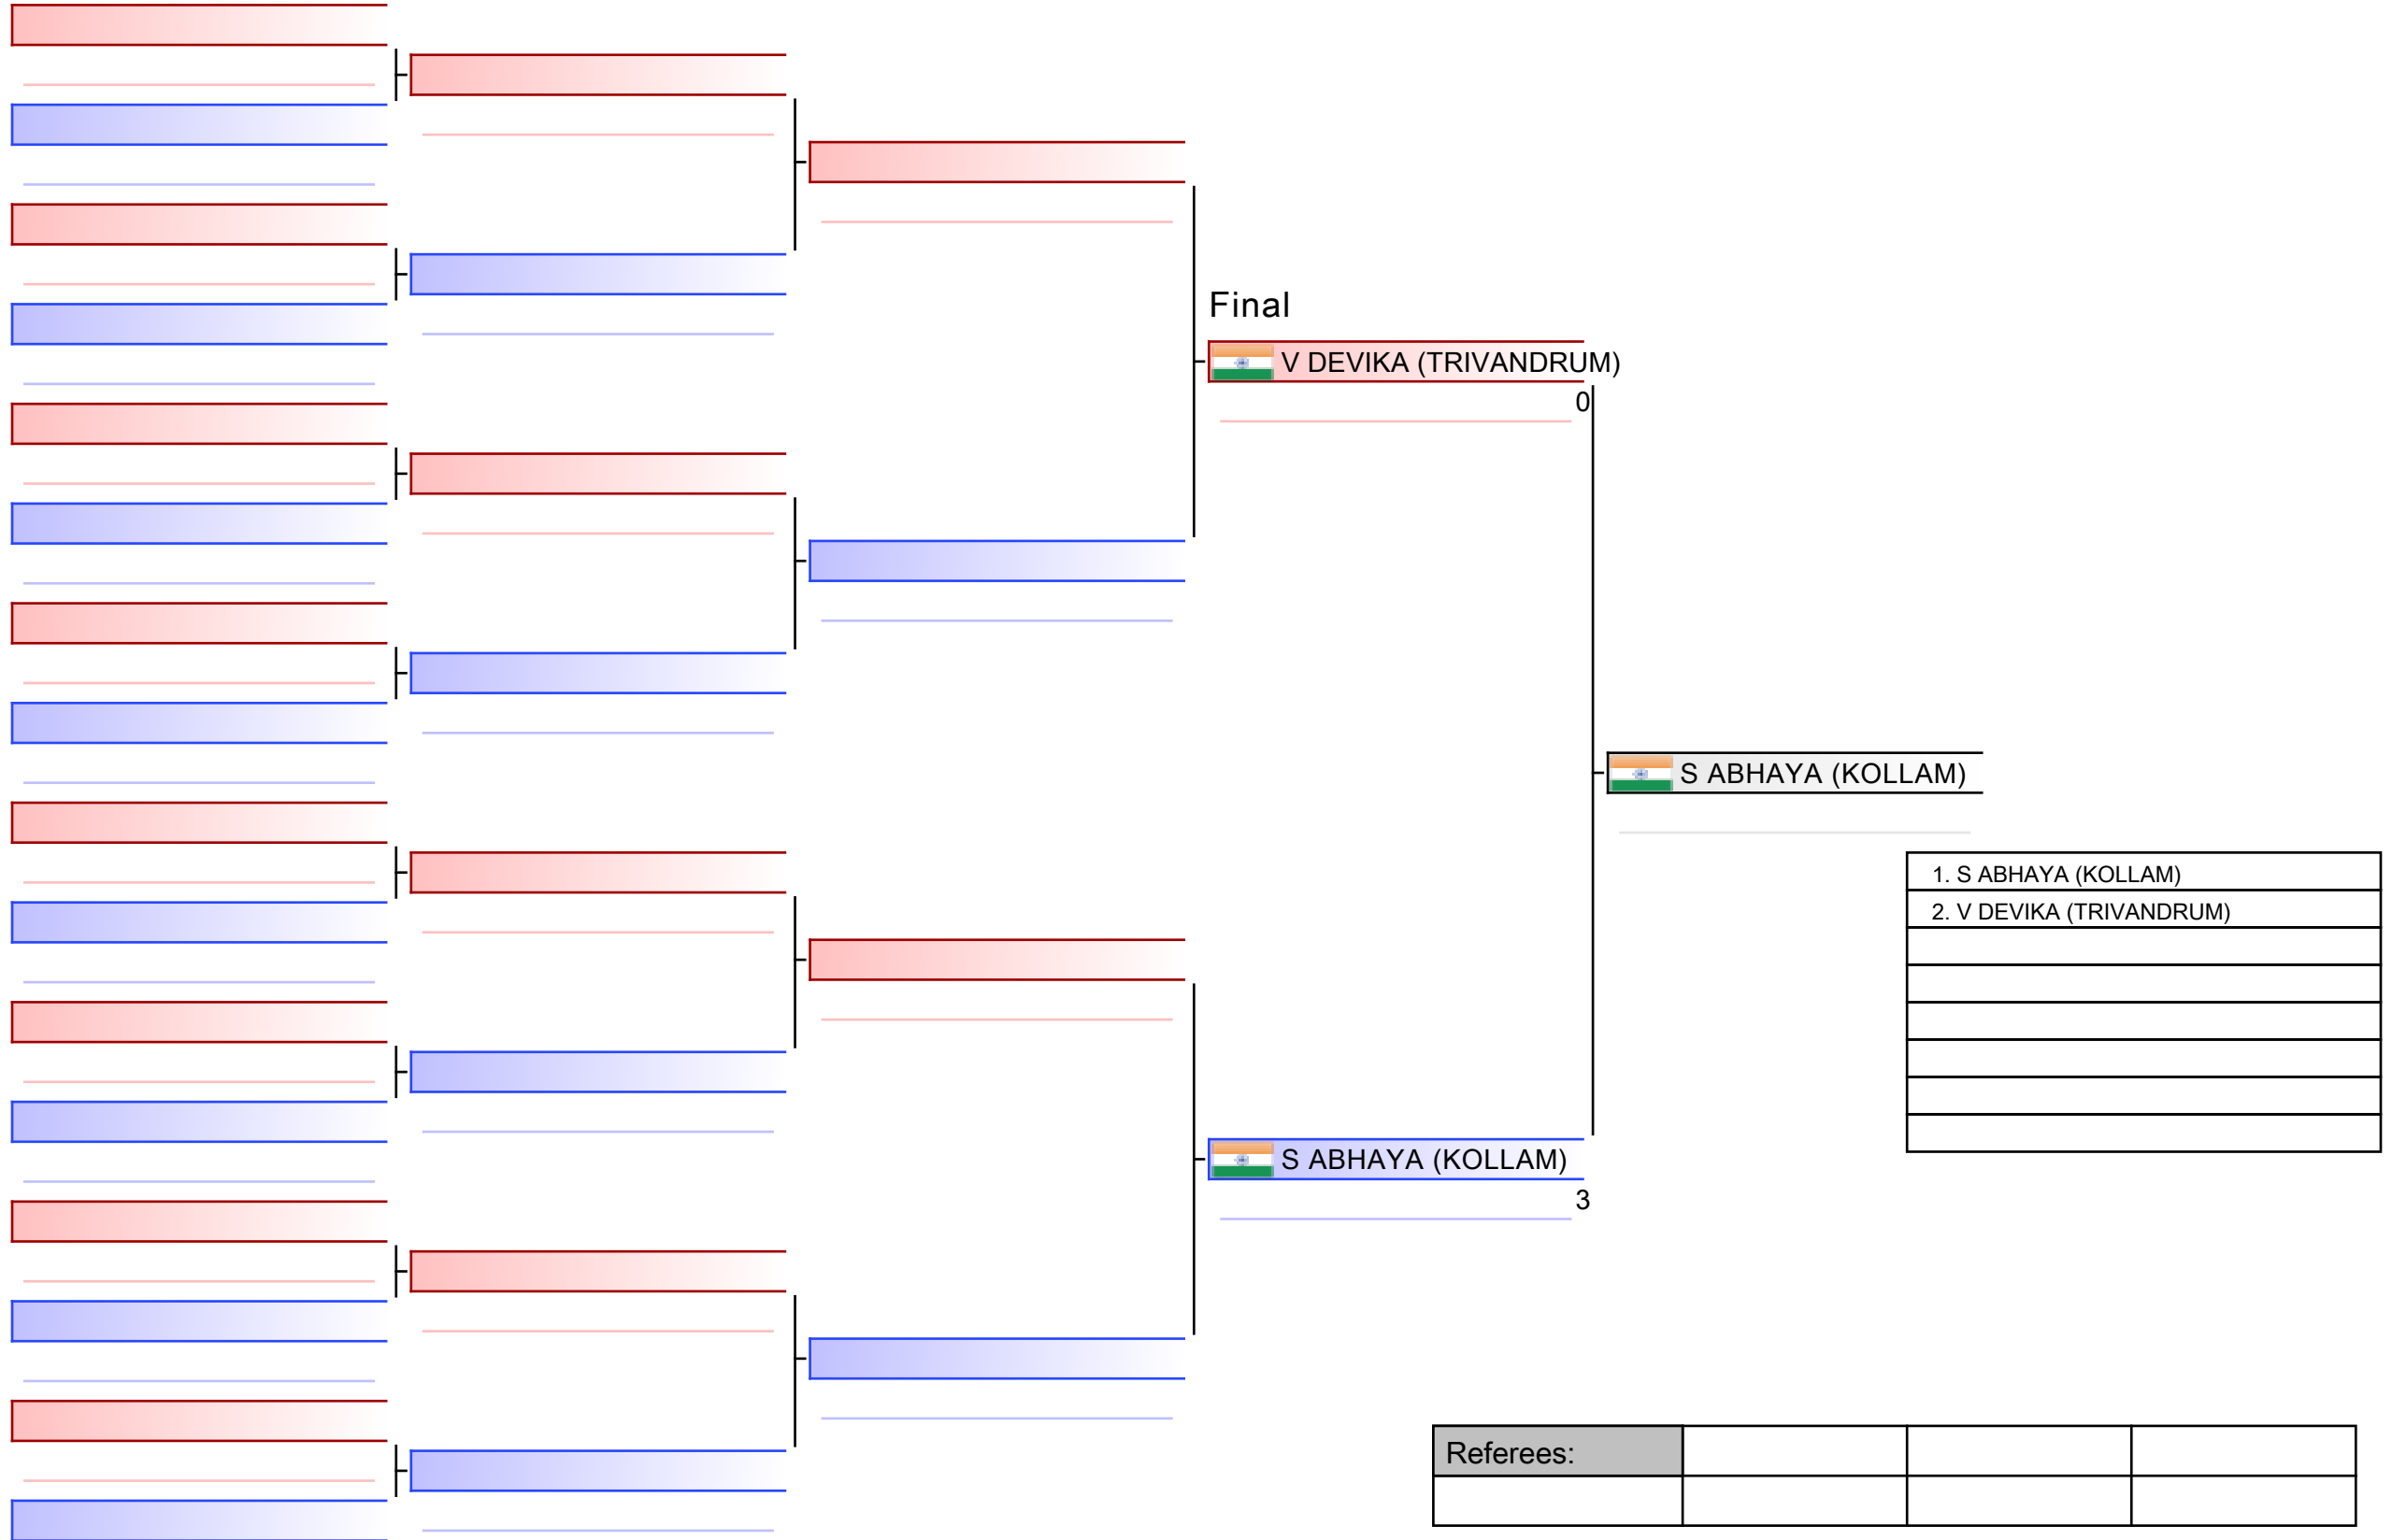 Final
V DEVIKA (TRIVANDRUM)
0
S ABHAYA (KOLLAM)
1. S ABHAYA (KOLLAM)
2. V DEVIKA (TRIVANDRUM)
S ABHAYA (KOLLAM)
3
Referees: